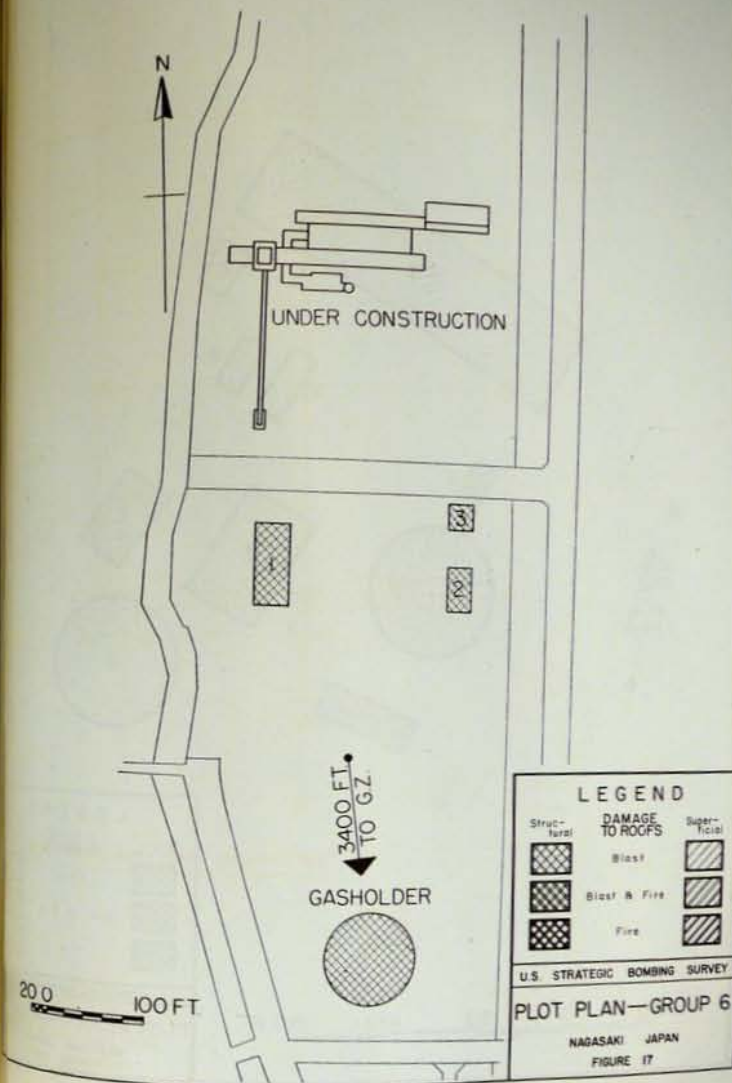 N
UNDER CONSTRUCTION
3
1
2
3400 FT.
TO G.Z.
GASHOLDER
20 0 100 FT.
LEGEND
Struc-
tural
DAMAGE
TO ROOFS
Super-
ficial
Blast
Blast & Fire
Fire
U.S. STRATEGIC BOMBING SURVEY
PLOT PLAN—GROUP 6
NAGASAKI JAPAN
FIGURE 17